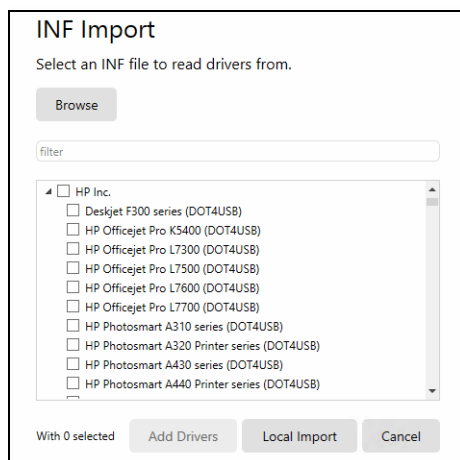 INF Import
Select an INF file to read drivers from.
Browse
filter
HP Inc.
Deskjet F300 series (DOT4USB)
HP Officejet Pro K5400 (DOT4USB)
HP Officejet Pro L7300 (DOT4USB)
HP Officejet Pro L7500 (DOT4USB)
HP Officejet Pro L7600 (DOT4USB)
HP Officejet Pro L7700 (DOT4USB)
HP Photosmart A310 series (DOT4USB)
HP Photosmart A320 Printer series (DOT4USB)
HP Photosmart A430 series (DOT4USB)
HP Photosmart A440 Printer series (DOT4USB)
With 0 selected Add Drivers Local Import Cancel